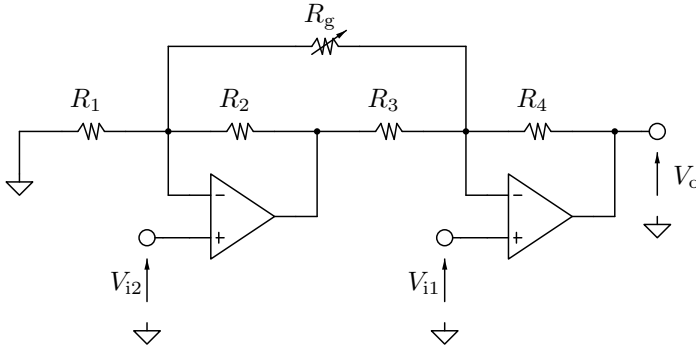 R_g
R_1 R_2 R_3 R_4
− −
+ +
V_o
V_i2 V_i1